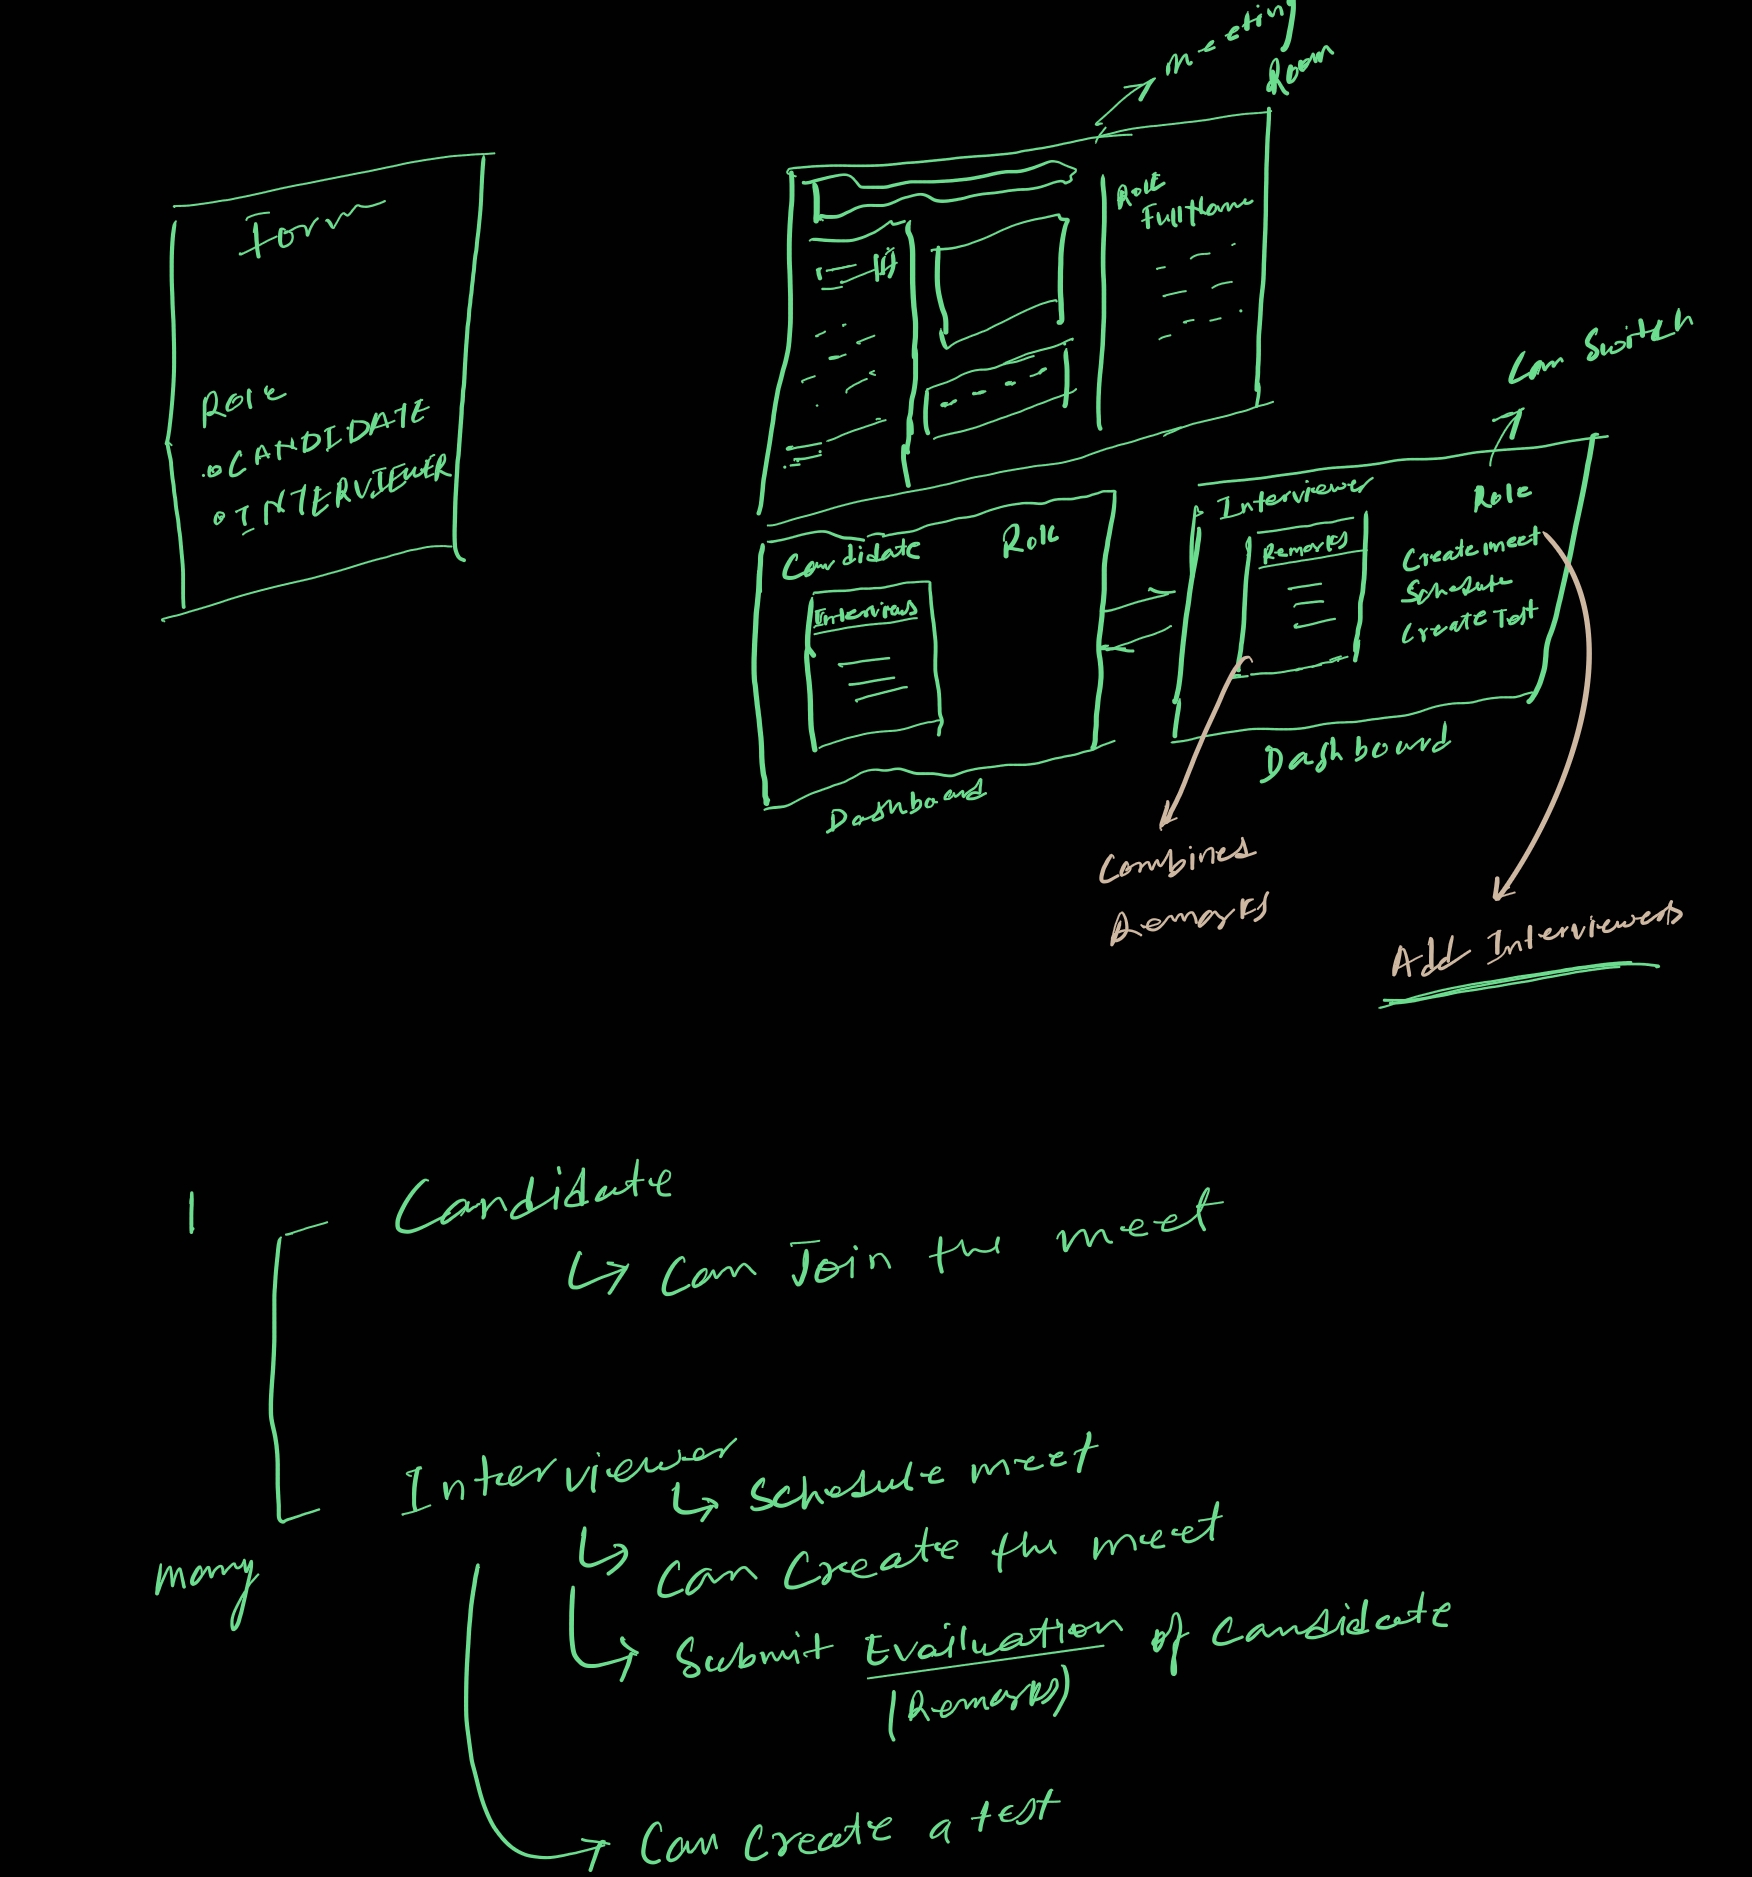 Form
Role
CANDIDATE
INTERVIEWER
meeting
Room
Role
FullName
Can Switch
Candidate
Role
Interviews
Dashboard
Interviewer
Role
Remarks
Create meet
Schedule
Create Test
Dashboard
Combines
Remarks
Add Interviewers
1
Candidate
↳ Can Join the meet
Interviewer
↳ Schedule meet
↳ Can Create the meet
many
↳ Submit Evailuation of candidate
(Remarks)
→ Can Create a test